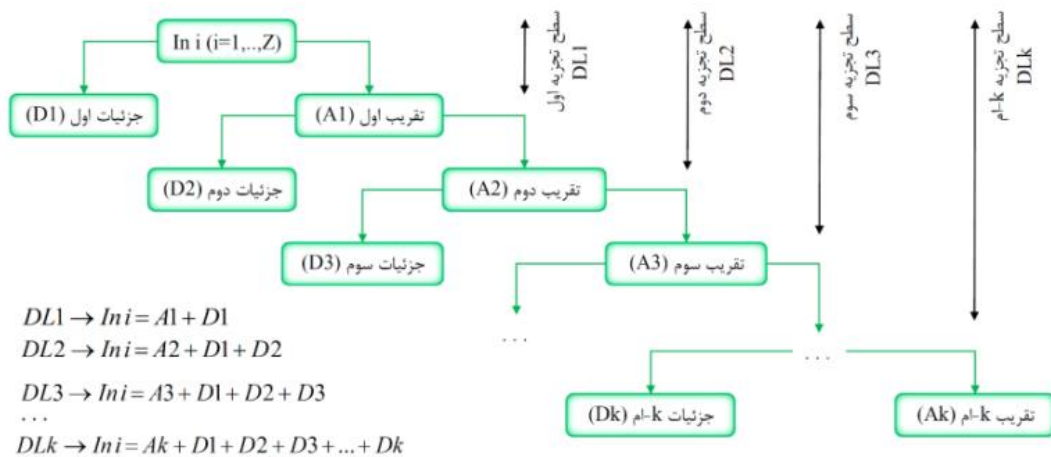 In i (i=1,..,Z)
جزئیات اول (D1)
تقریب اول (A1)
جزئیات دوم (D2)
تقریب دوم (A2)
جزئیات سوم (D3)
تقریب سوم (A3)
. . .
. . .
جزئیات k-ام (Dk)
تقریب k-ام (Ak)
سطح تجزیه اول
DL1
سطح تجزیه دوم
DL2
سطح تجزیه سوم
DL3
سطح تجزیه k-ام
DLk
DL1 → In i = A1 + D1
DL2 → In i = A2 + D1 + D2
DL3 → In i = A3 + D1 + D2 + D3
. . .
DLk → In i = Ak + D1 + D2 + D3 + ... + Dk